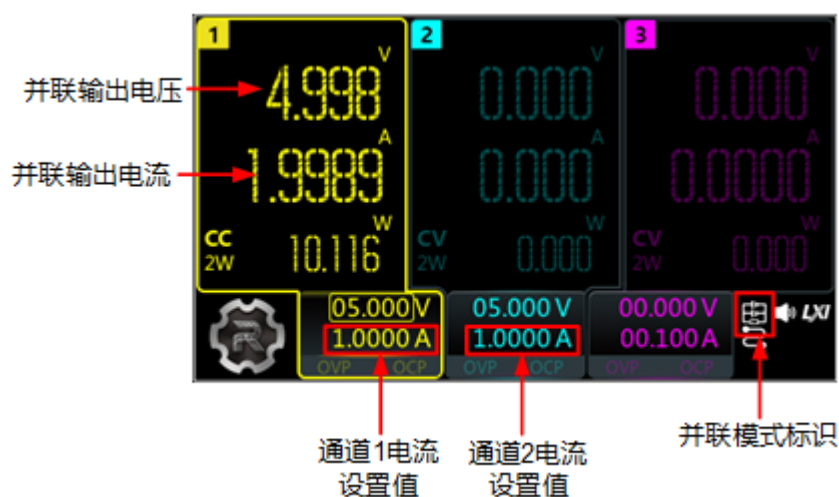 1
2
3
并联输出电压
4.998 V
0.000 V
0.000 V
并联输出电流
1.9989 A
0.000 A
0.0000 A
CC
2W
10.116 W
CV
2W
0.000 W
CV
2W
0.000 W
05.000 V
1.0000 A
OVP OCP
05.000 V
1.0000 A
OVP OCP
00.000 V
00.100 A
OVP OCP
LXI
R
通道1电流
设置值
通道2电流
设置值
并联模式标识